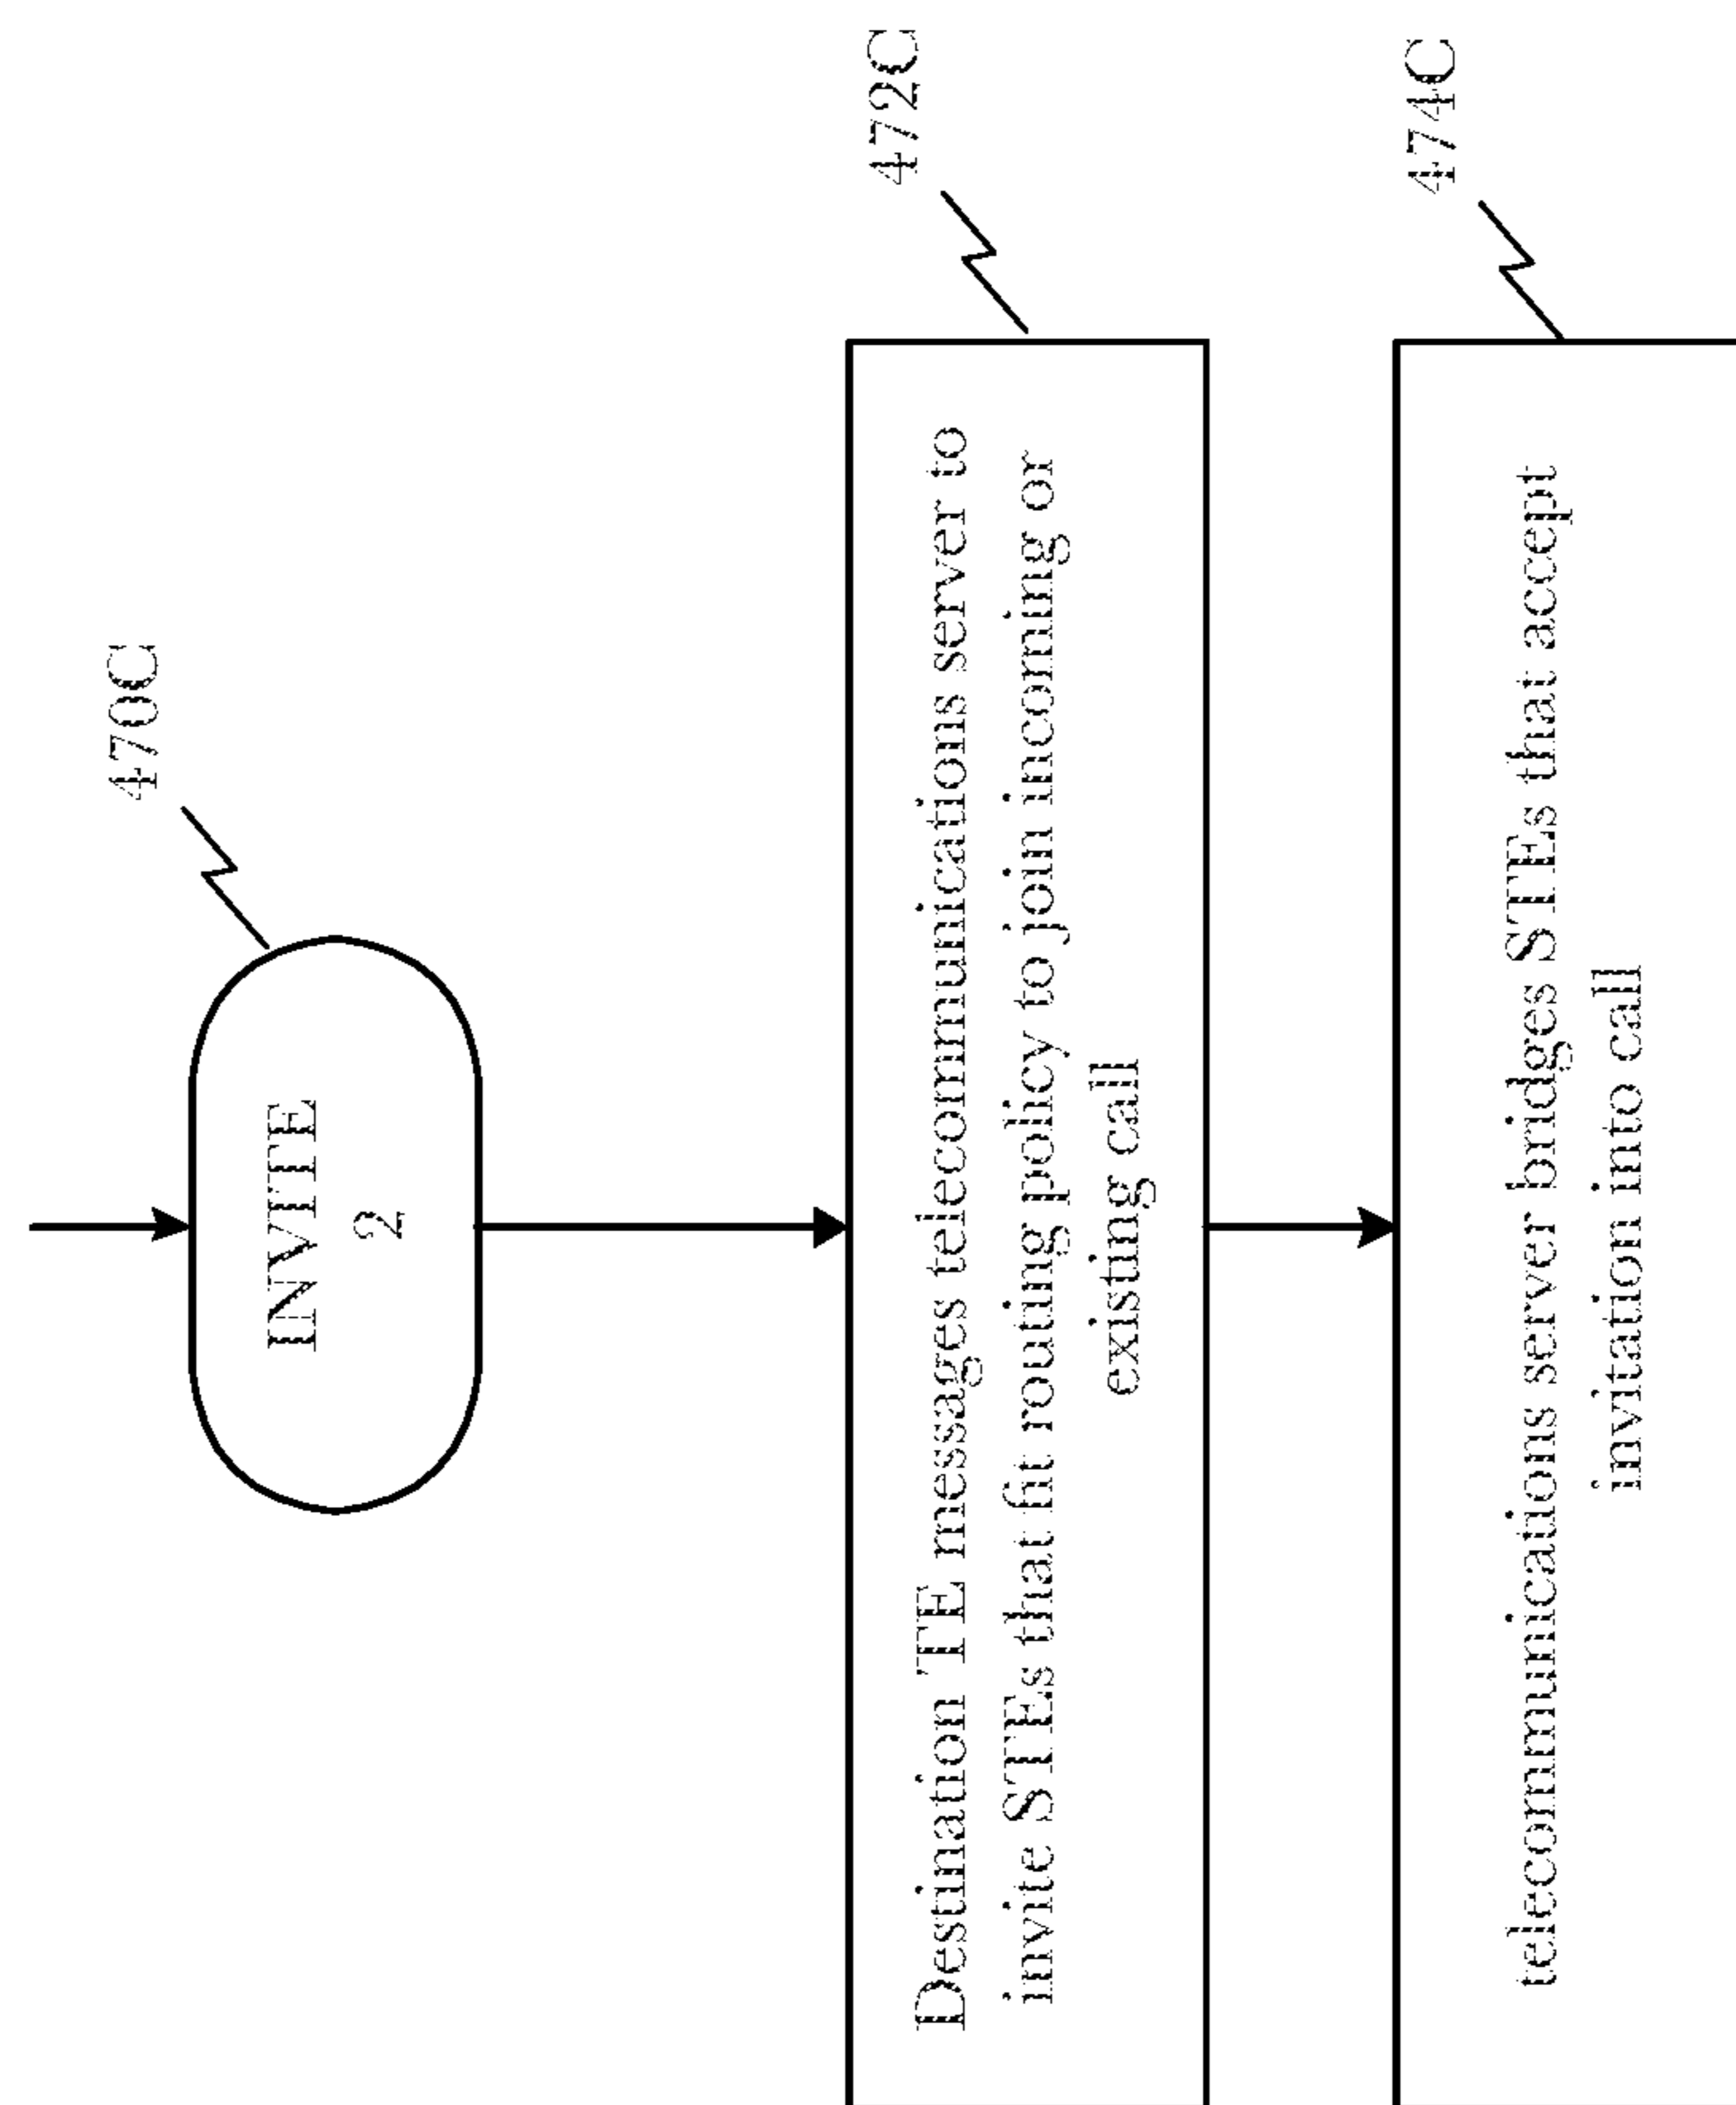 470C
INVITE
2
472C
Destination TE messages telecommunications server to
invite STEs that fit routing policy to join incoming or
existing call
474C
telecommunications server bridges STEs that accept
invitation into call